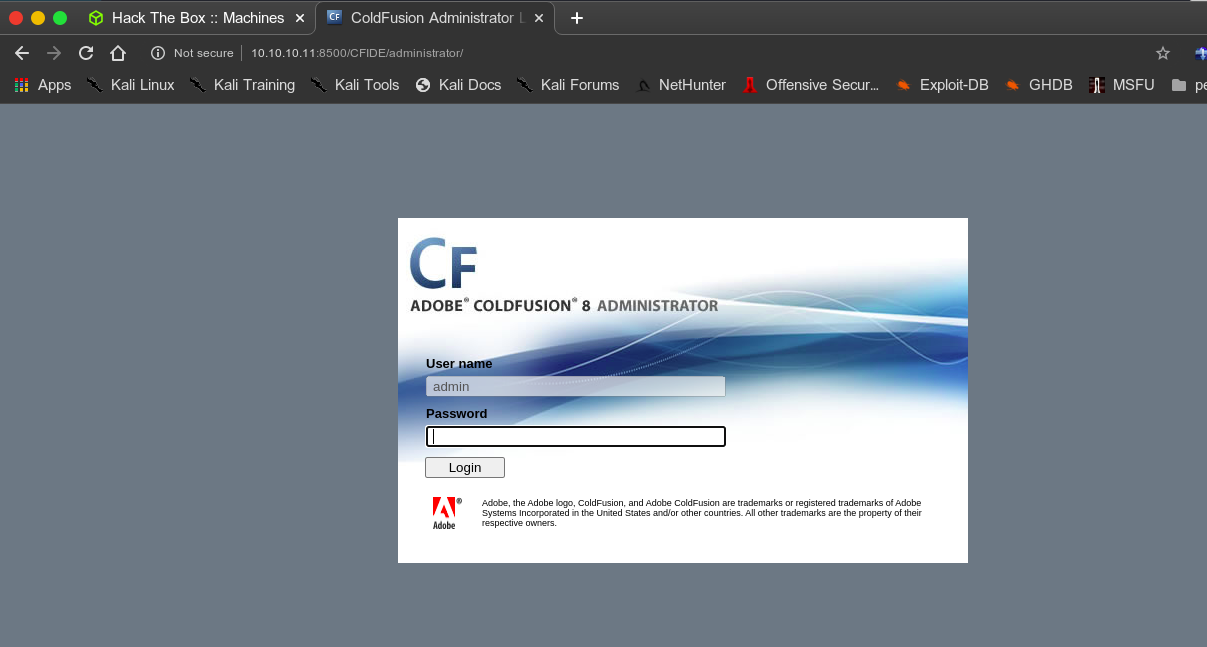 Hack The Box :: Machines
CF ColdFusion Administrator L
Not secure 10.10.10.11:8500/CFIDE/administrator/
Apps Kali Linux Kali Training Kali Tools Kali Docs Kali Forums NetHunter Offensive Secur... Exploit-DB GHDB MSFU pe
CF
ADOBE® COLDFUSION® 8 ADMINISTRATOR
User name
admin
Password
Login
Adobe, the Adobe logo, ColdFusion, and Adobe ColdFusion are trademarks or registered trademarks of Adobe
Systems Incorporated in the United States and/or other countries. All other trademarks are the property of their
respective owners.
®
Adobe